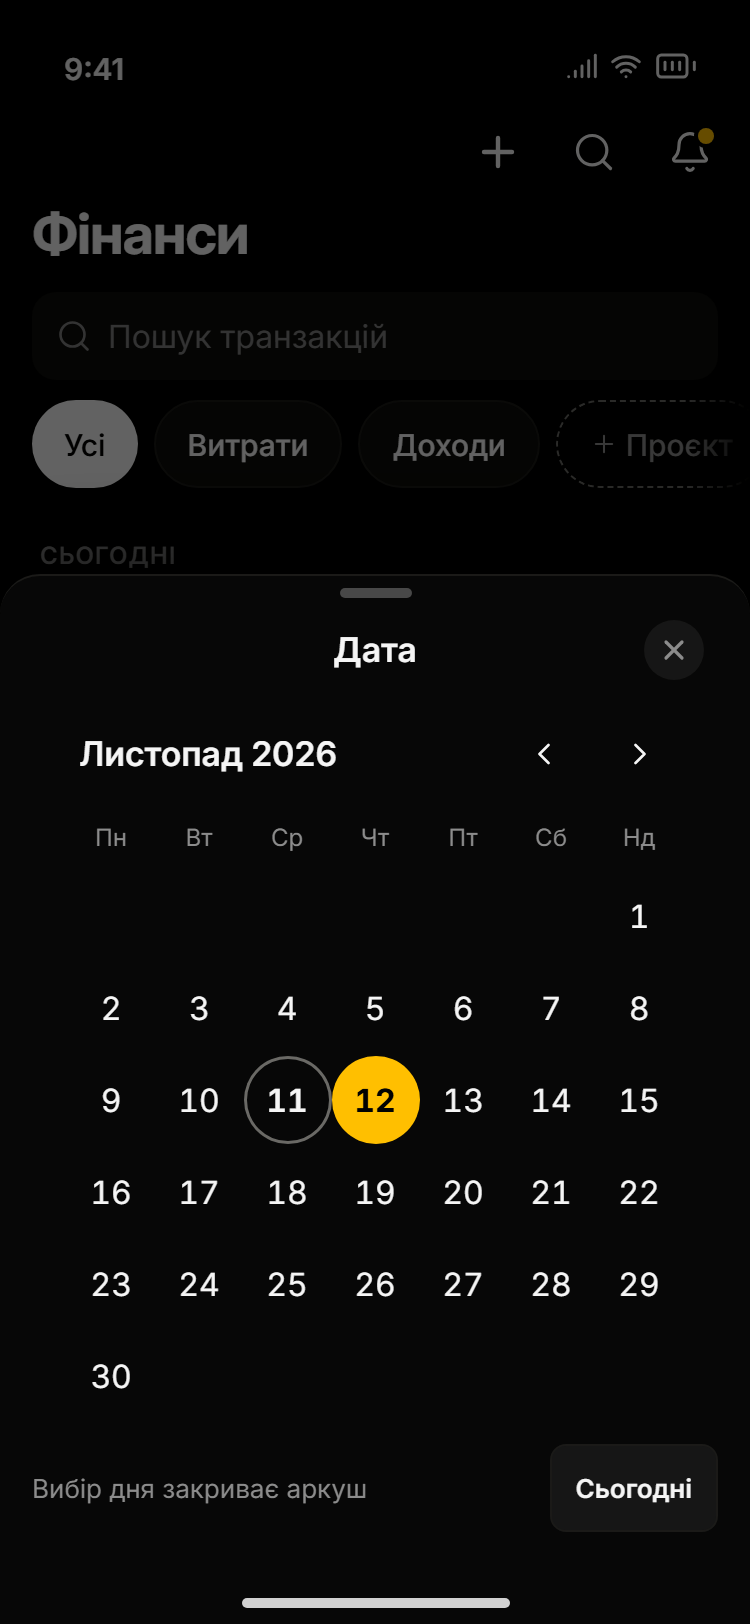 9:41
Фінанси
Пошук транзакцій
Усі Витрати Доходи + Проєкт
СЬОГОДНІ
Дата
Листопад 2026
Пн Вт Ср Чт Пт Сб Нд
1
2 3 4 5 6 7 8
9 10 11 12 13 14 15
16 17 18 19 20 21 22
23 24 25 26 27 28 29
30
Вибір дня закриває аркуш Сьогодні